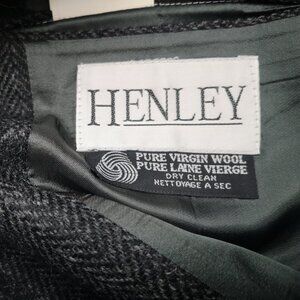 HENLEY
PURE VIRGIN WOOL
PURE LAINE VIERGE
DRY CLEAN
NETTOYAGE A SEC